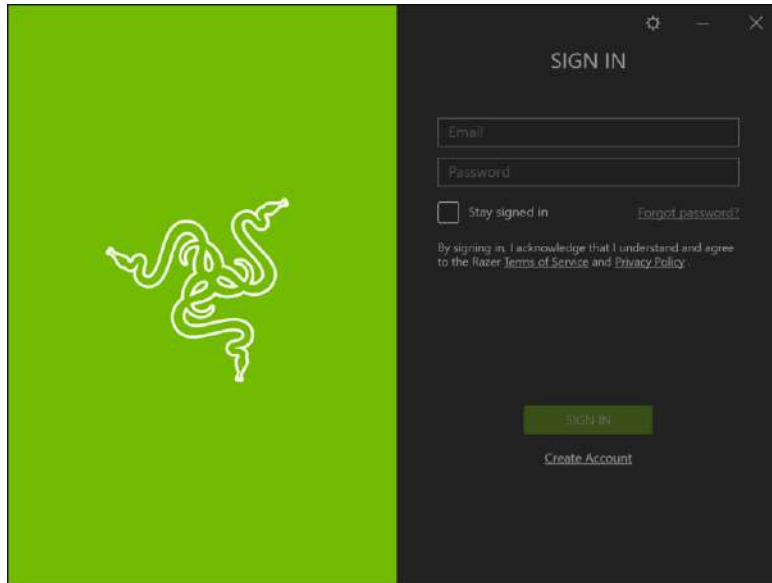 SIGN IN
Email
Password
Stay signed in
Forgot password?
By signing in, I acknowledge that I understand and agree
to the Razer Terms of Service and Privacy Policy.
SIGN IN
Create Account